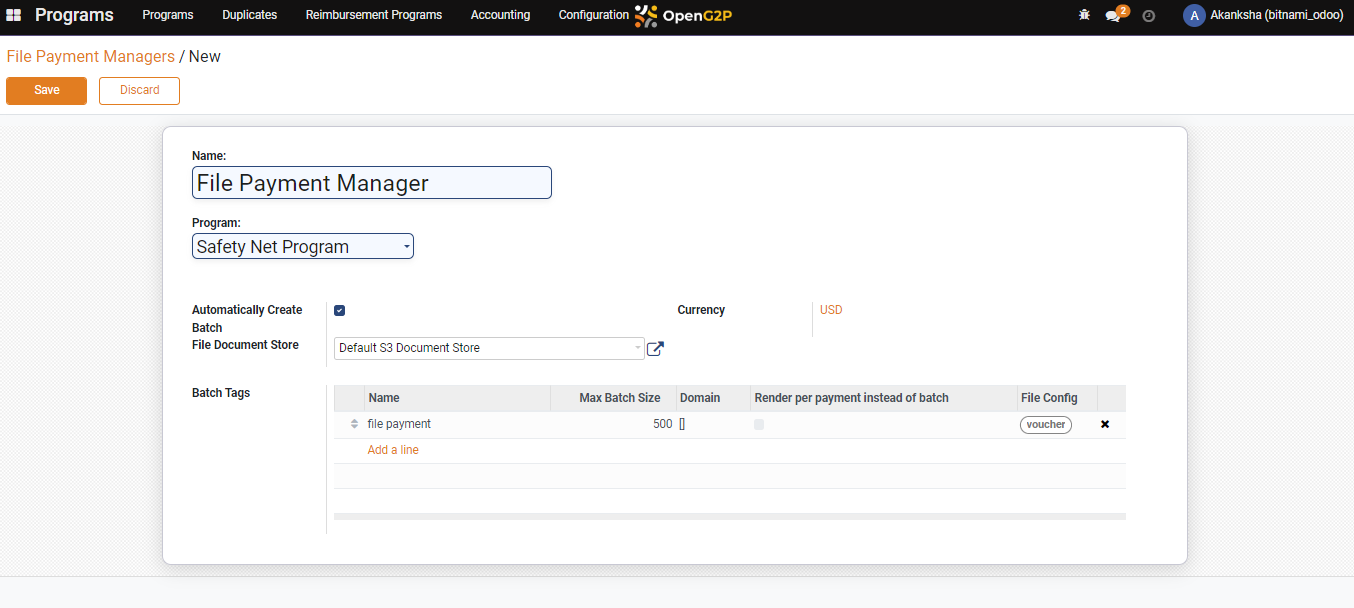 Programs Programs Duplicates Reimbursement Programs Accounting Configuration OpenG2P 2 A Akanksha (bitnami_odoo)
File Payment Managers / New
Save Discard
Name:
File Payment Manager
Program:
Safety Net Program
Automatically Create Batch
Currency USD
File Document Store Default S3 Document Store
Batch Tags
Name Max Batch Size Domain Render per payment instead of batch File Config
file payment 500 [] voucher
Add a line